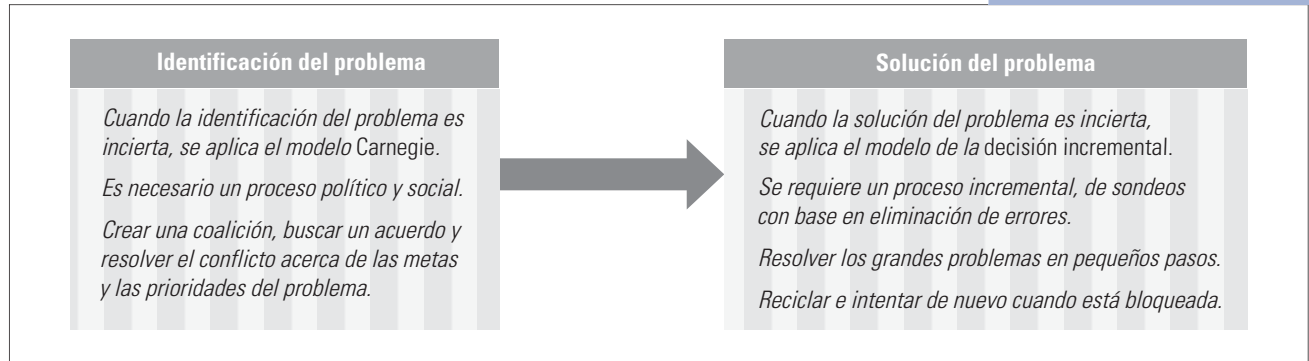 Identificación del problema
Cuando la identificación del problema es
incierta, se aplica el modelo Carnegie.
Es necesario un proceso político y social.
Crear una coalición, buscar un acuerdo y
resolver el conflicto acerca de las metas
y las prioridades del problema.
Solución del problema
Cuando la solución del problema es incierta,
se aplica el modelo de la decisión incremental.
Se requiere un proceso incremental, de sondeos
con base en eliminación de errores.
Resolver los grandes problemas en pequeños pasos.
Reciclar e intentar de nuevo cuando está bloqueada.